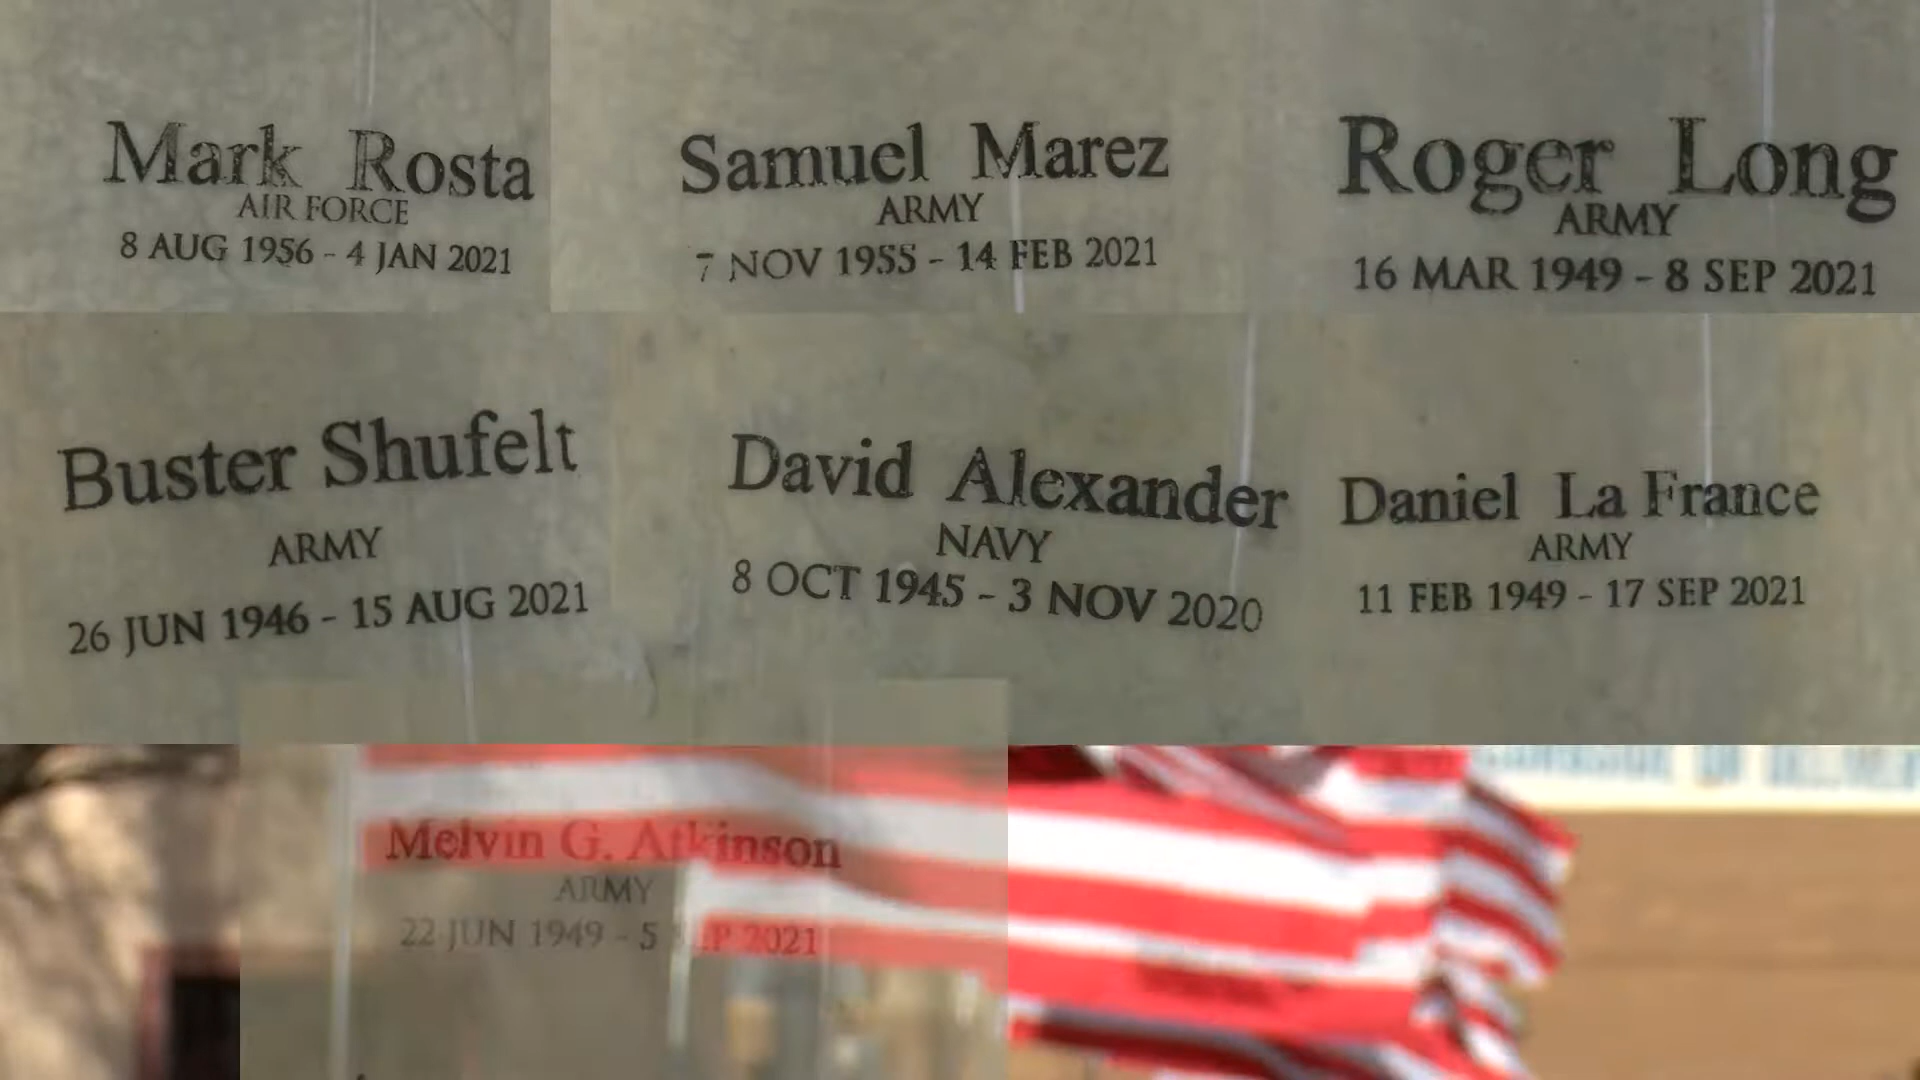 Mark Rosta
AIR FORCE
8 AUG 1956 - 4 JAN 2021
Samuel Marez
ARMY
7 NOV 1955 - 14 FEB 2021
Roger Long
ARMY
16 MAR 1949 - 8 SEP 2021
Buster Shufelt
ARMY
26 JUN 1946 - 15 AUG 2021
David Alexander
NAVY
8 OCT 1945 - 3 NOV 2020
Daniel La France
ARMY
11 FEB 1949 - 17 SEP 2021
Melvin G. Atkinson
ARMY
22 JUN 1949 - 5 SEP 2021